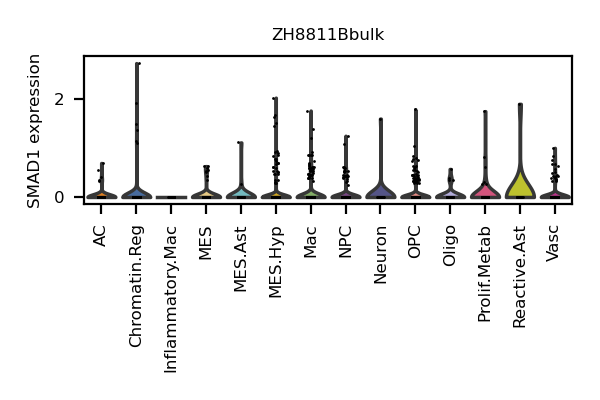 ZH8811Bbulk
SMAD1 expression
2
0
AC
Chromatin.Reg
Inflammatory.Mac
MES
MES.Ast
MES.Hyp
Mac
NPC
Neuron
OPC
Oligo
Prolif.Metab
Reactive.Ast
Vasc